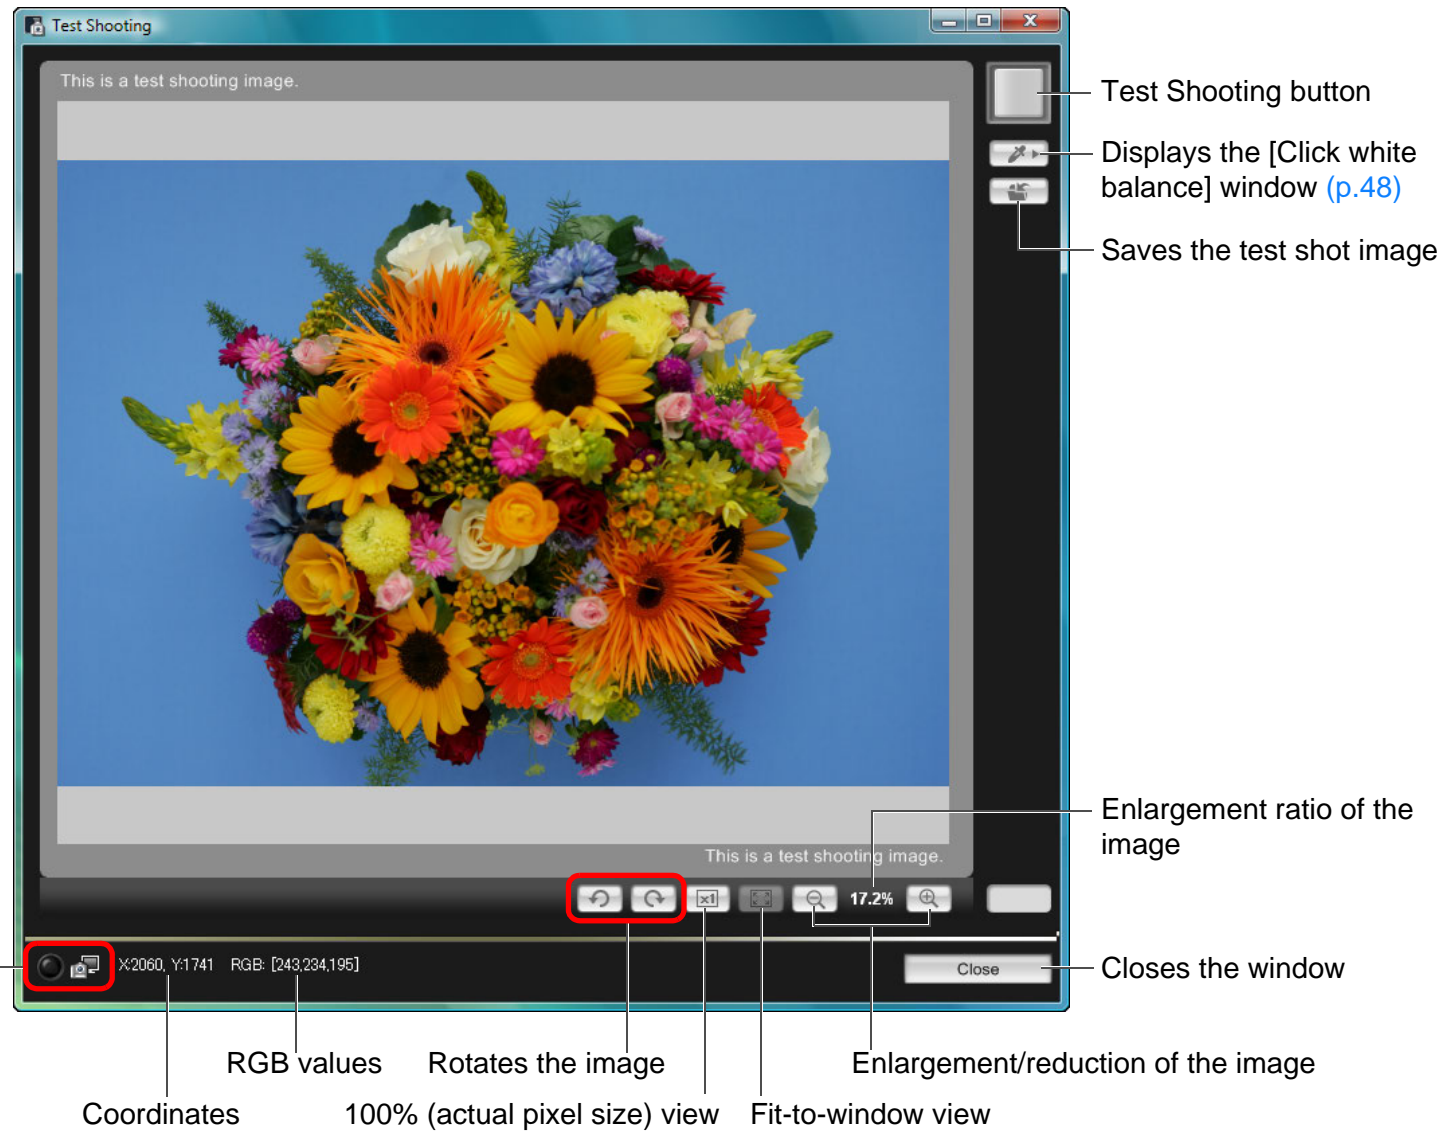 Test Shooting
This is a test shooting image.
Test Shooting button
Displays the [Click white
balance] window (p.48)
Saves the test shot image
Enlargement ratio of the
image
This is a test shooting image.
x1
17.2%
X:2060, Y:1741 RGB: [243,234,195]
Close
Closes the window
RGB values
Rotates the image
Enlargement/reduction of the image
Coordinates
100% (actual pixel size) view
Fit-to-window view